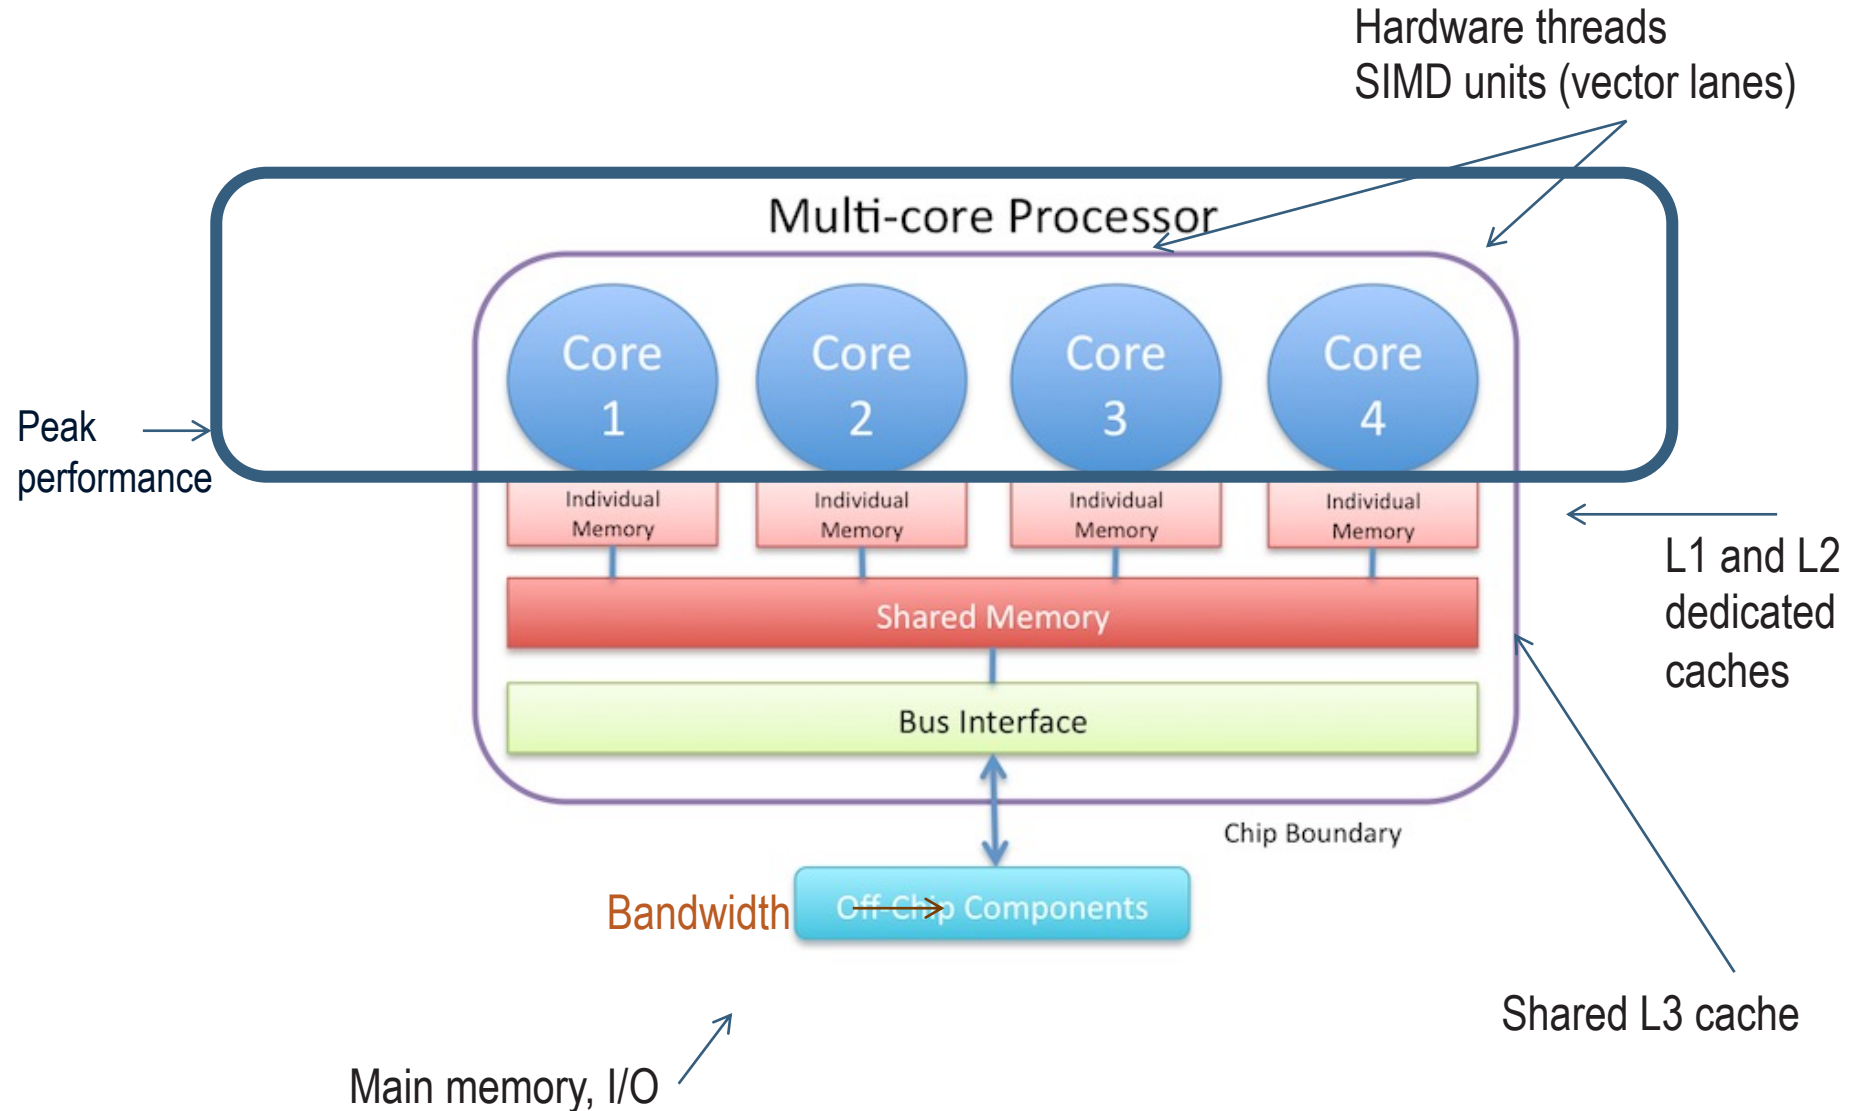 Hardware threads
SIMD units (vector lanes)
Multi-core Processor
Core
1
Core
2
Core
3
Core
4
Peak
performance
Individual
Memory
Individual
Memory
Individual
Memory
Individual
Memory
L1 and L2
dedicated
caches
Shared Memory
Bus Interface
Chip Boundary
Bandwidth
Off-Chip Components
Shared L3 cache
Main memory, I/O